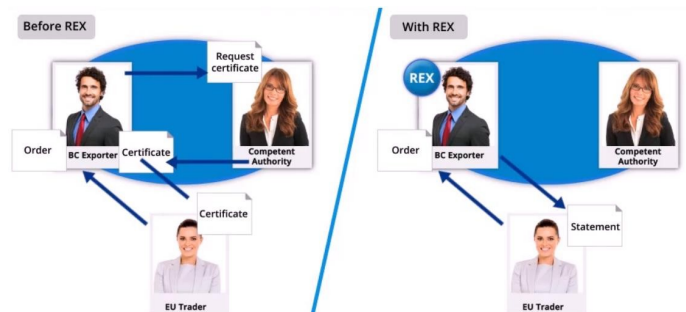 Before REX
Request
certificate
Order
BC Exporter
Certificate
Competent
Authority
Certificate
EU Trader
With REX
REX
Order
BC Exporter
Competent
Authority
Statement
EU Trader